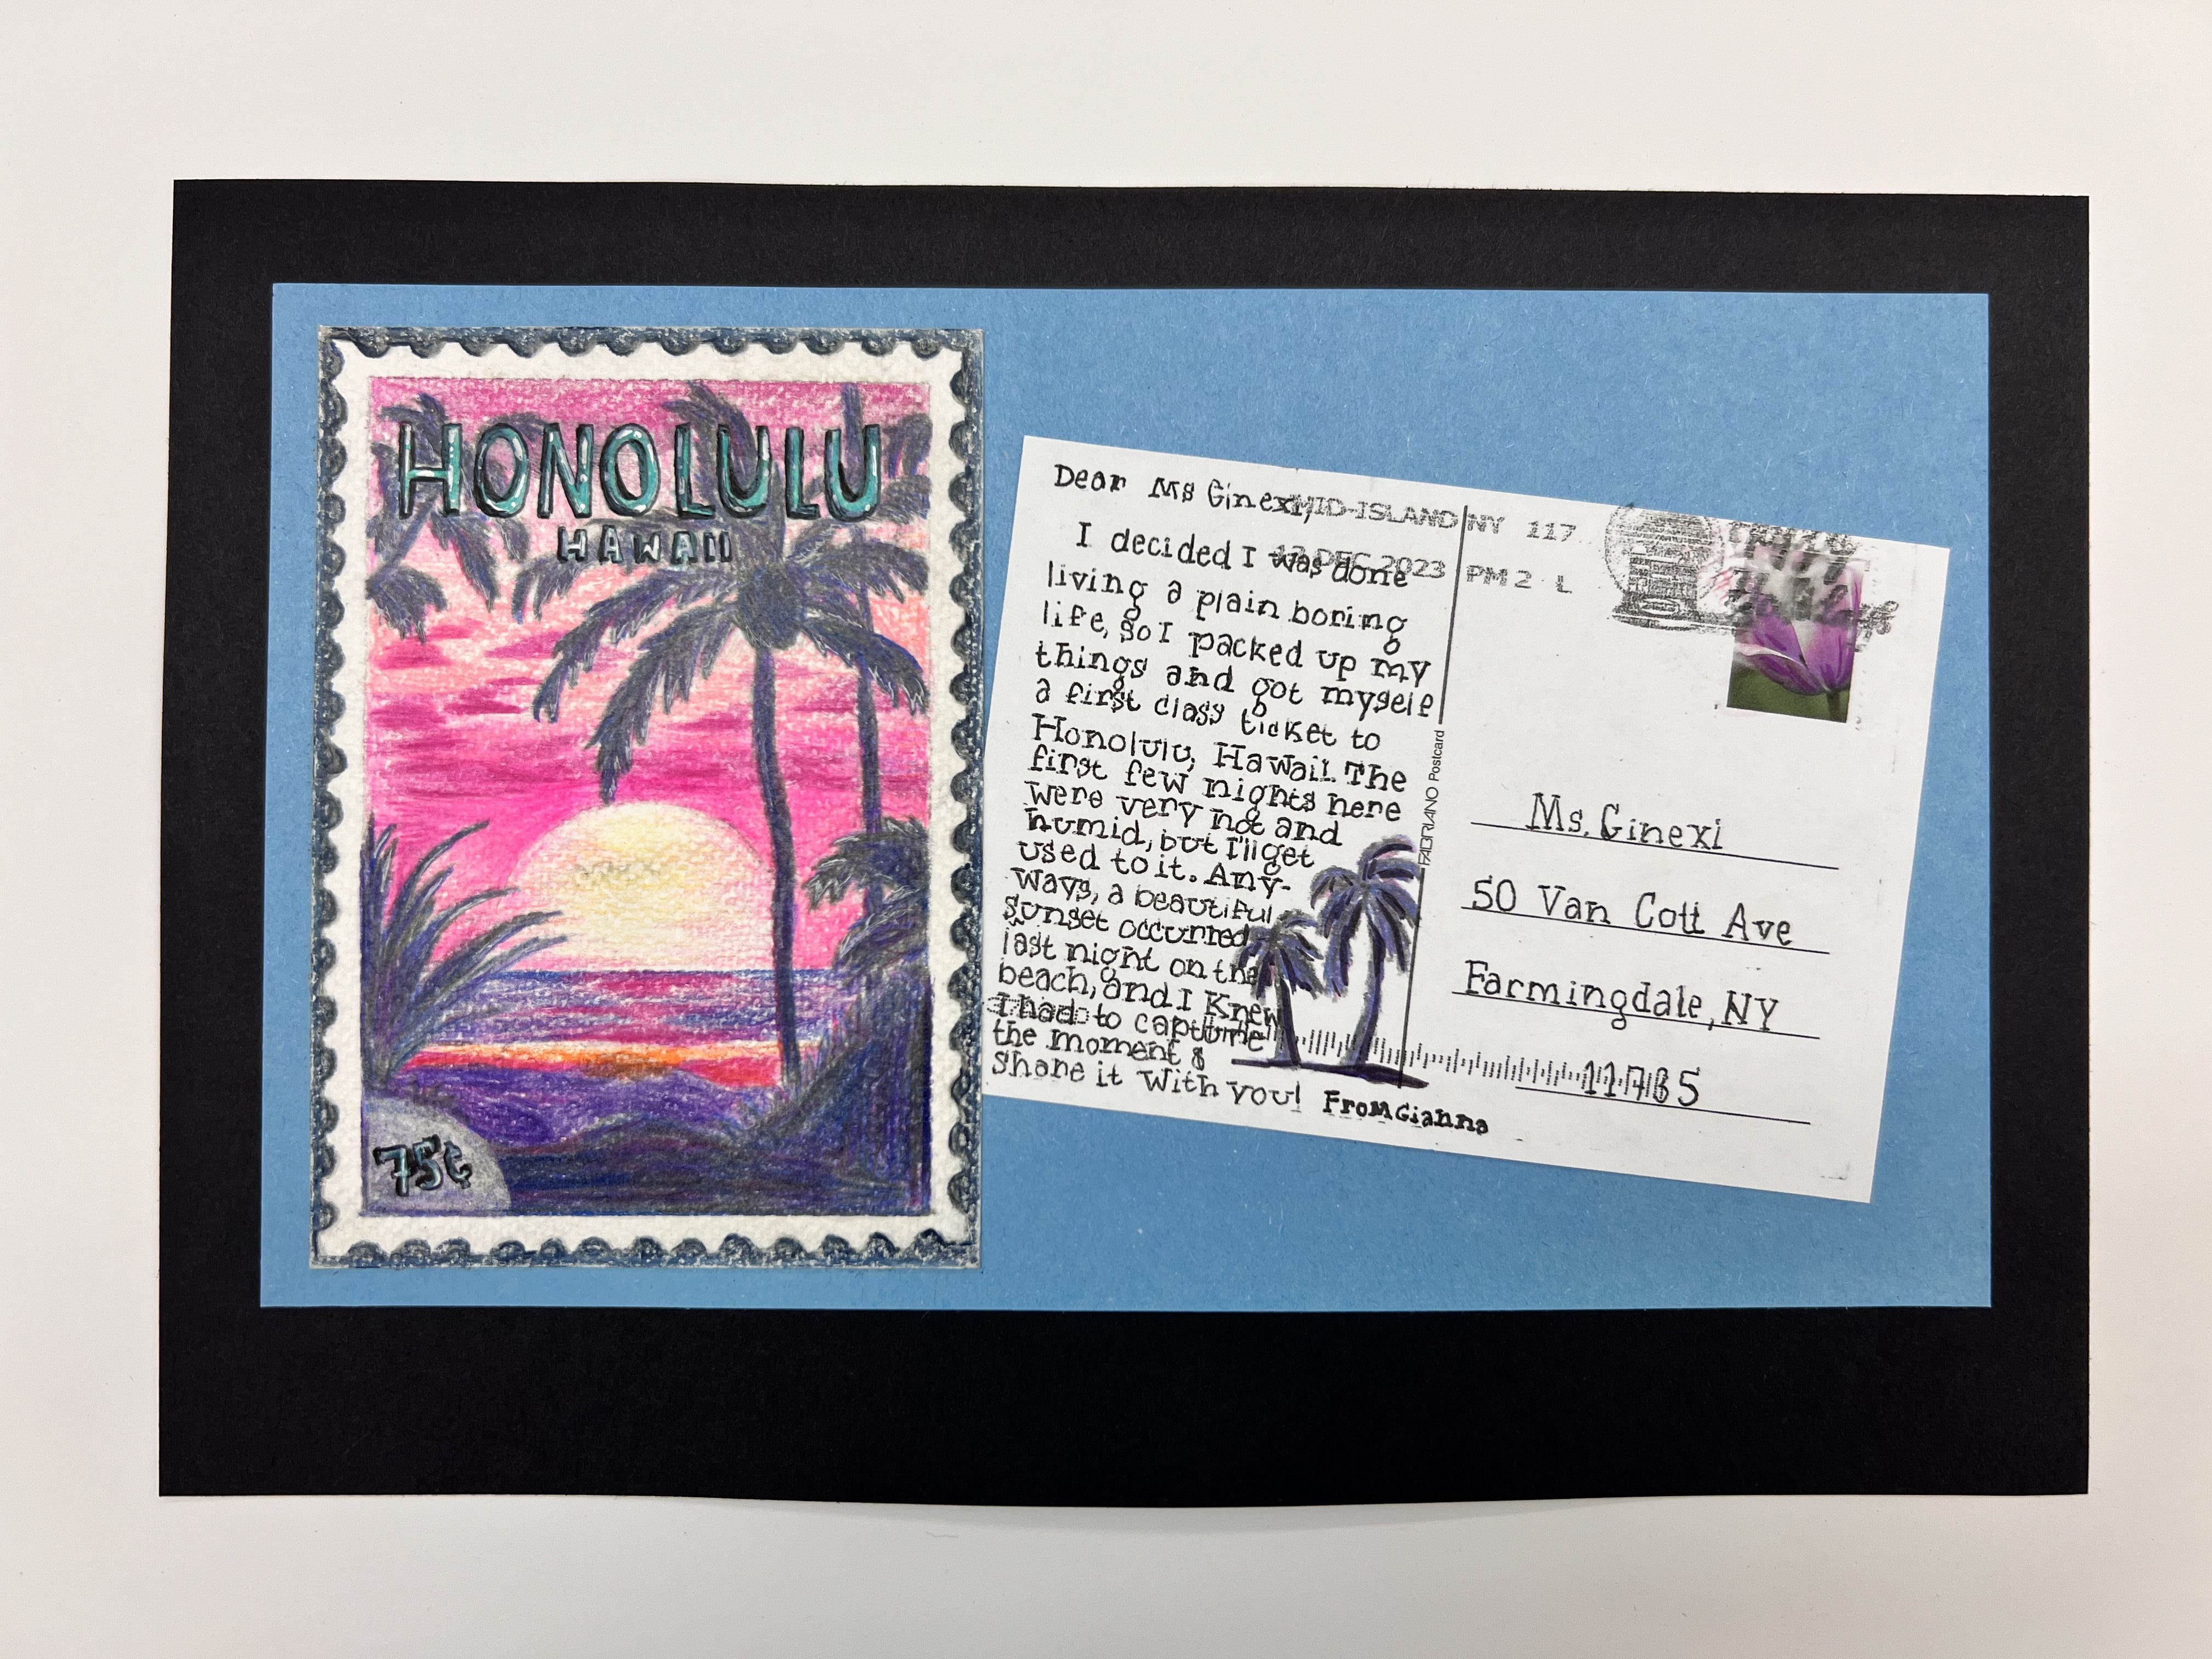 HONOLULU
HAWAII
75¢
Dear Ms Ginexi,
I decided I was done
living a plain boring
life, so I packed up my
things and got myself
a first class ticket to
Honolulu, Hawaii. The
first few nights here
were very hot and
humid, but I'll get
used to it. Any-
ways, a beautiful
sunset occurred
last night on the
beach, and I knew
I had to capture
the moment &
share it with you! From Gianna
MID-ISLAND NY 117
13 DEC 2023 PM 2 L
FABRIANO Postcard
Ms. Ginexi
50 Van Cott Ave
Farmingdale, NY
11735